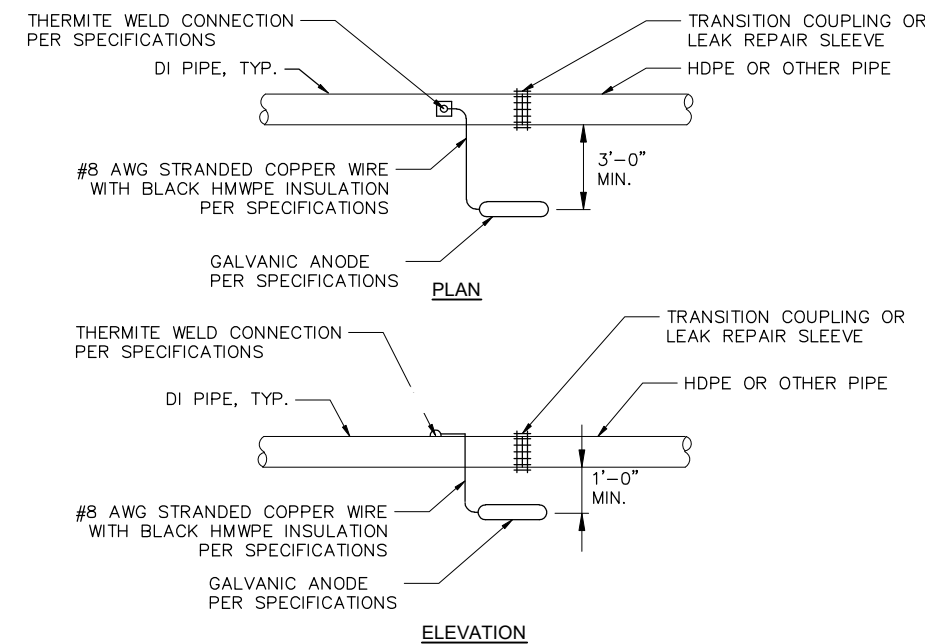 THERMITE WELD CONNECTION
PER SPECIFICATIONS
TRANSITION COUPLING OR
LEAK REPAIR SLEEVE
DI PIPE, TYP.
HDPE OR OTHER PIPE
3'-0"
MIN.
#8 AWG STRANDED COPPER WIRE
WITH BLACK HMWPE INSULATION
PER SPECIFICATIONS
GALVANIC ANODE
PER SPECIFICATIONS
PLAN
THERMITE WELD CONNECTION
PER SPECIFICATIONS
TRANSITION COUPLING OR
LEAK REPAIR SLEEVE
DI PIPE, TYP.
HDPE OR OTHER PIPE
1'-0"
MIN.
#8 AWG STRANDED COPPER WIRE
WITH BLACK HMWPE INSULATION
PER SPECIFICATIONS
GALVANIC ANODE
PER SPECIFICATIONS
ELEVATION